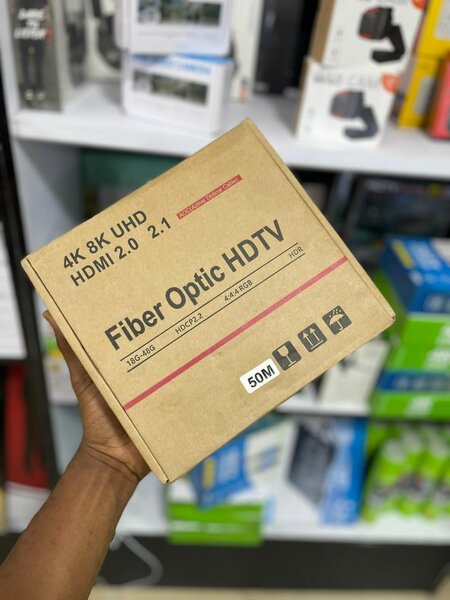 4K 8K UHD
HDMI 2.0 2.1
AOC(Active Optical Cable)
Fiber Optic HDTV
18G-48G HDCP2.2 4:4:4 RGB HDR
50M